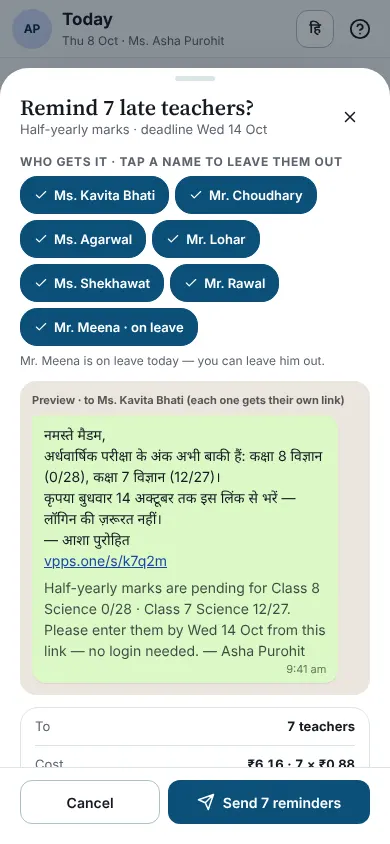 AP
Today
Thu 8 Oct · Ms. Asha Purohit
हि
?
Remind 7 late teachers?
Half-yearly marks · deadline Wed 14 Oct
WHO GETS IT · TAP A NAME TO LEAVE THEM OUT
Ms. Kavita Bhati
Mr. Choudhary
Ms. Agarwal
Mr. Lohar
Ms. Shekhawat
Mr. Rawal
Mr. Meena · on leave
Mr. Meena is on leave today — you can leave him out.
Preview · to Ms. Kavita Bhati (each one gets their own link)
नमस्ते मैडम,
अर्धवार्षिक परीक्षा के अंक अभी बाकी हैं: कक्षा 8 विज्ञान
(0/28), कक्षा 7 विज्ञान (12/27)।
कृपया बुधवार 14 अक्टूबर तक इस लिंक से भरें —
लॉगिन की ज़रूरत नहीं।
— आशा पुरोहित
vpps.one/s/k7q2m
Half-yearly marks are pending for Class 8
Science 0/28 · Class 7 Science 12/27.
Please enter them by Wed 14 Oct from this
link — no login needed. — Asha Purohit
9:41 am
To
7 teachers
Cost
₹6.16 · 7 × ₹0.88
Cancel
Send 7 reminders